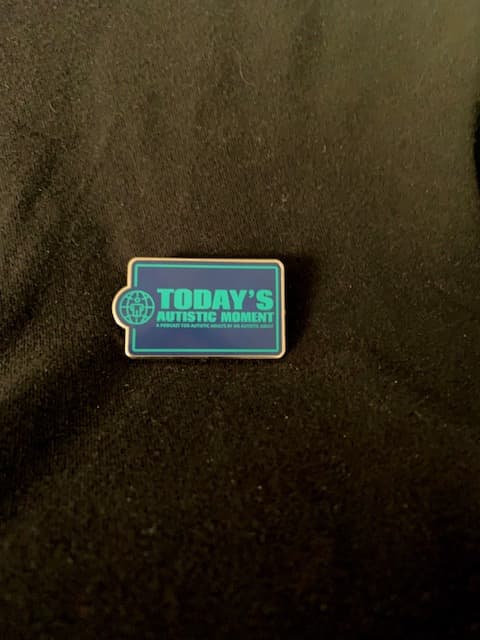 TODAY'S
AUTISTIC MOMENT
A PODCAST FOR AUTISTIC ADULTS BY AN AUTISTIC ADULT